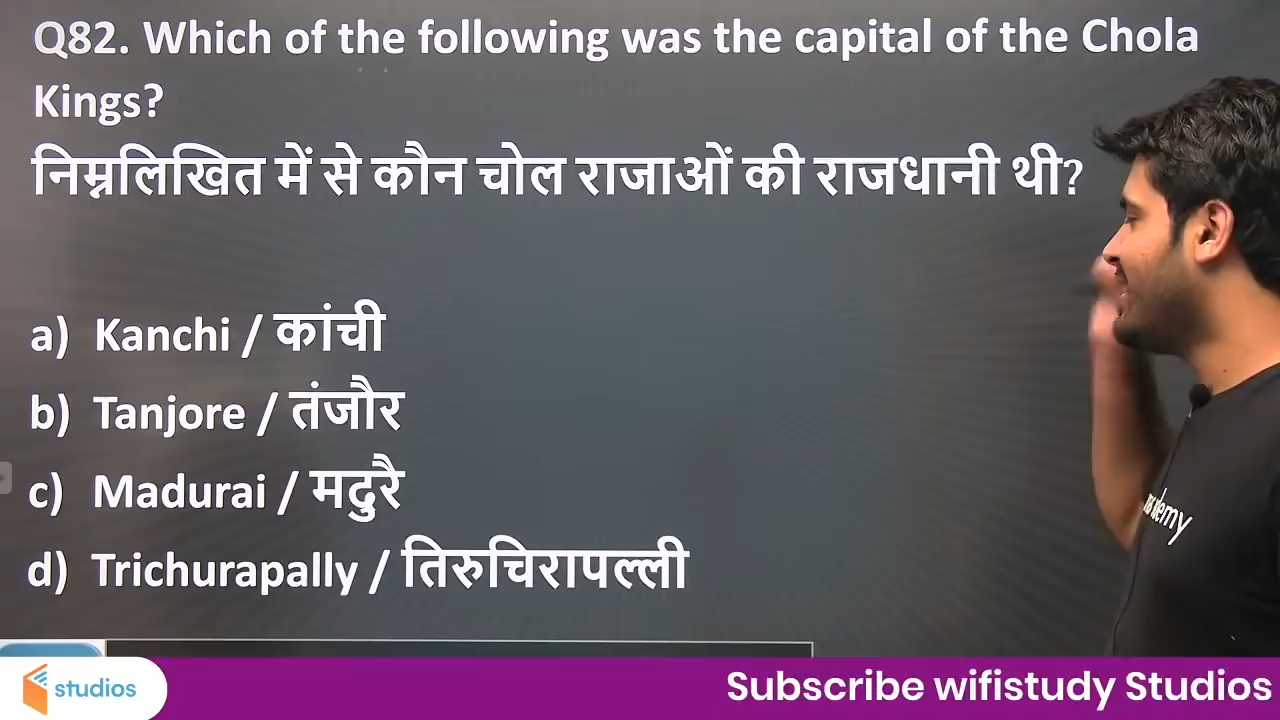 Q82. Which of the following was the capital of the Chola
Kings?
निम्नलिखित में से कौन चोल राजाओं की राजधानी थी?
a) Kanchi / कांची
b) Tanjore / तंजौर
c) Madurai / मदुरै
d) Trichurapally / तिरुचिरापल्ली
studios
Subscribe wifistudy Studios